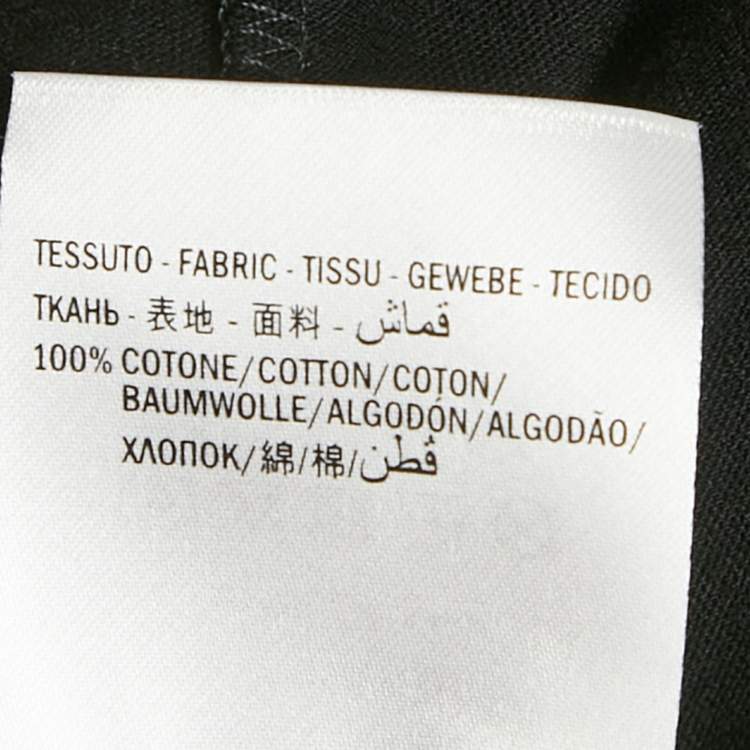 TESSUTO - FABRIC - TISSU - GEWEBE - TECIDO
ТКАНЬ - 表地 - 面料 - قماش
100% COTONE/COTTON/COTON/
BAUMWOLLE/ALGODÓN/ALGODÃO/
ХЛОПОК/綿/棉/قطن